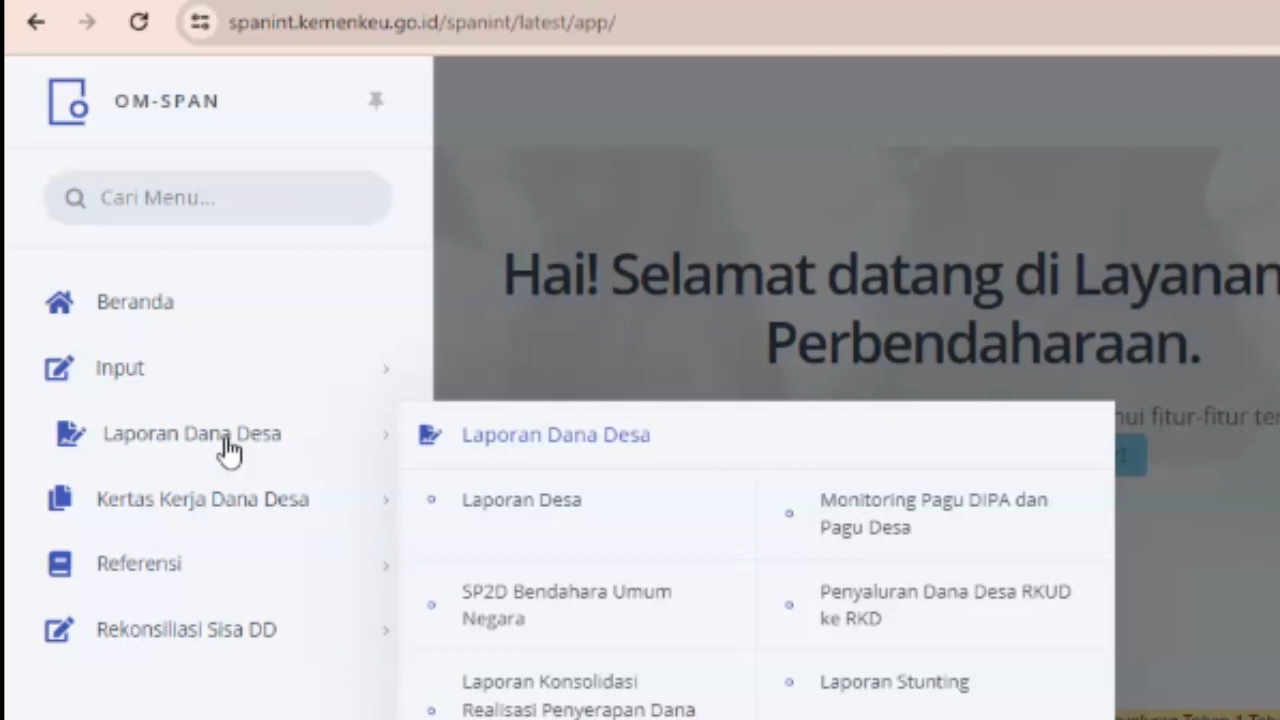 spanint.kemenkeu.go.id/spanint/latest/app/
OM-SPAN
Cari Menu...
Beranda
Input
Laporan Dana Desa
Kertas Kerja Dana Desa
Referensi
Rekonsiliasi Sisa DD
Hai! Selamat datang di Layanan
Perbendaharaan.
fitur-fitur
Laporan Dana Desa
Laporan Desa
Monitoring Pagu DIPA dan
Pagu Desa
SP2D Bendahara Umum
Negara
Penyaluran Dana Desa RKUD
ke RKD
Laporan Konsolidasi
Realisasi Penyerapan Dana
Laporan Stunting